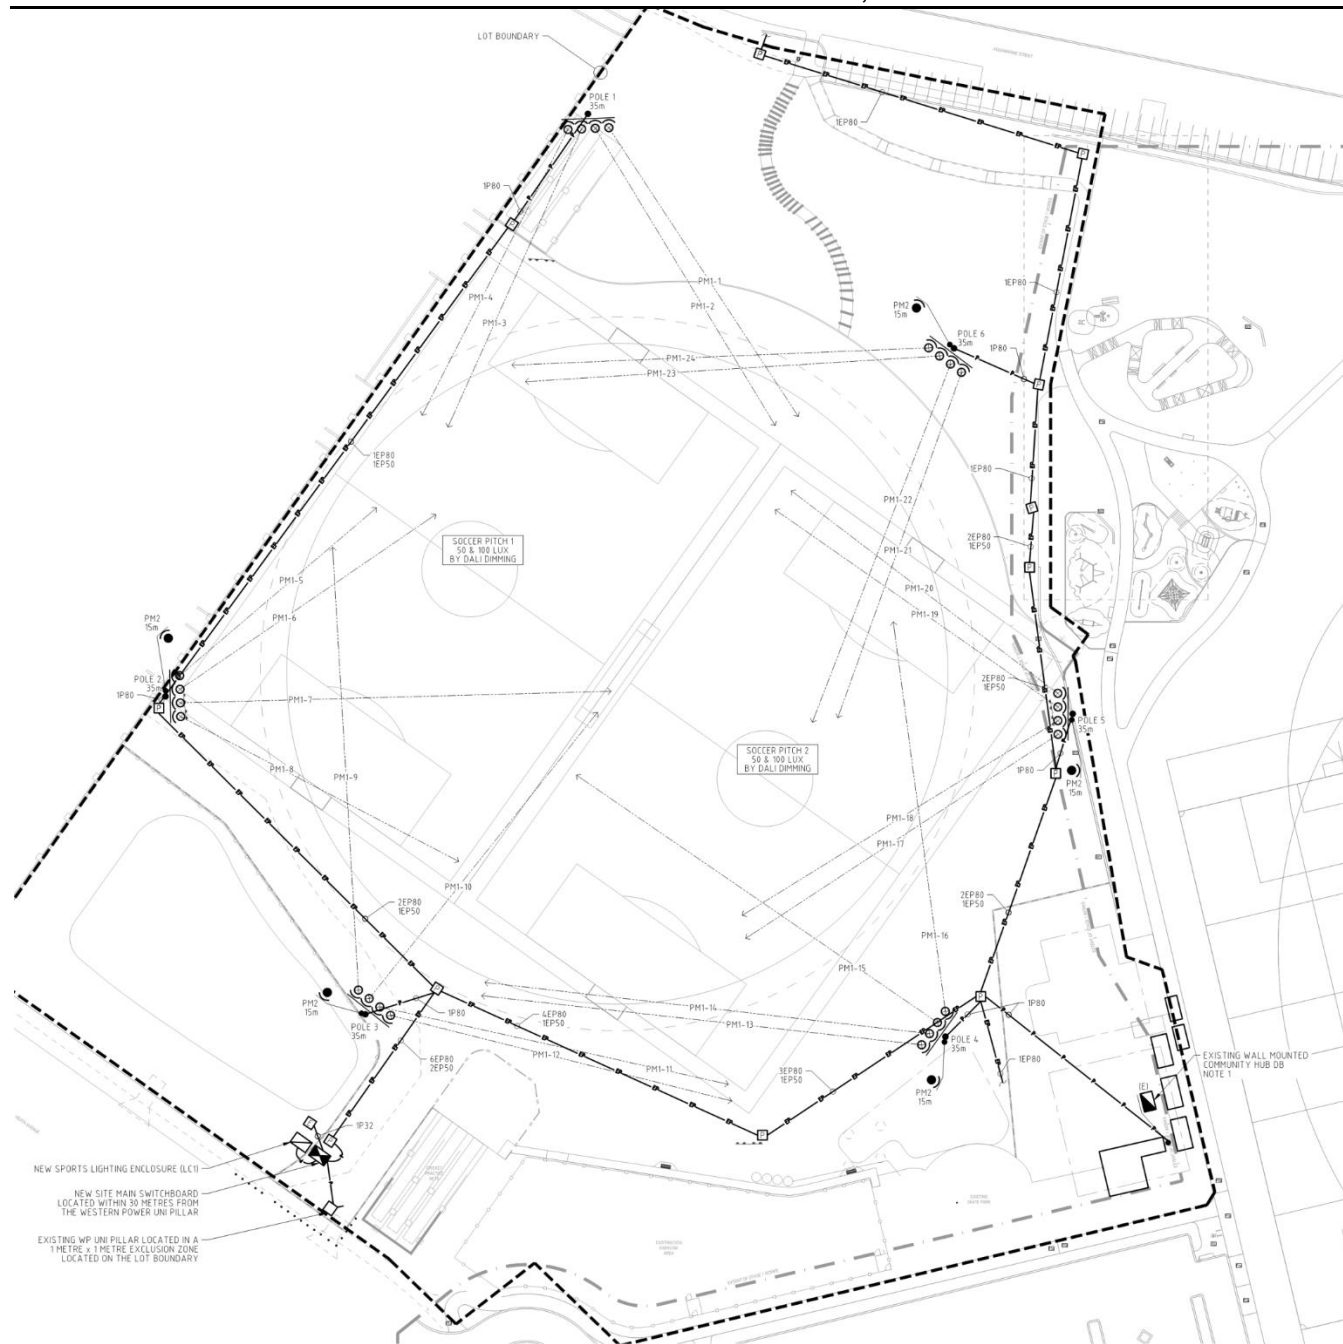 LOT BOUNDARY
POLE 1
35m
1EP80
1P80
PM1-4
PM1-3
PM1-1
PM1-2
1EP80
PM2
15m
POLE 6
35m
1P80
PM1-24
PM1-23
1EP80
1EP50
1EP80
PM1-22
SOCCER PITCH 1
50 & 100 LUX
BY DALI DIMMING
2EP80
1EP50
PM1-21
PM1-20
PM1-19
PM1-5
PM1-6
PM2
15m
POLE 2
35m
1P80
PM1-7
2EP80
1EP50
POLE 5
35m
SOCCER PITCH 2
50 & 100 LUX
BY DALI DIMMING
PM1-8
PM1-9
1P80
PM2
15m
PM1-18
PM1-17
PM1-10
2EP80
1EP50
2EP80
1EP50
PM1-16
PM1-15
PM2
15m
POLE 3
35m
1P80
4EP80
1EP50
PM1-14
PM1-13
1P80
PM1-12
PM1-11
6EP80
2EP50
3EP80
1EP50
POLE 4
35m
1EP80
PM2
15m
(E)
EXISTING WALL MOUNTED
COMMUNITY HUB DB
NOTE 1
1P32
NEW SPORTS LIGHTING ENCLOSURE (LC1)
NEW SITE MAIN SWITCHBOARD
LOCATED WITHIN 30 METRES FROM
THE WESTERN POWER UNI PILLAR
EXISTING WP UNI PILLAR LOCATED IN A
1 METRE x 1 METRE EXCLUSION ZONE
LOCATED ON THE LOT BOUNDARY
EXISTING
SKATE PARK